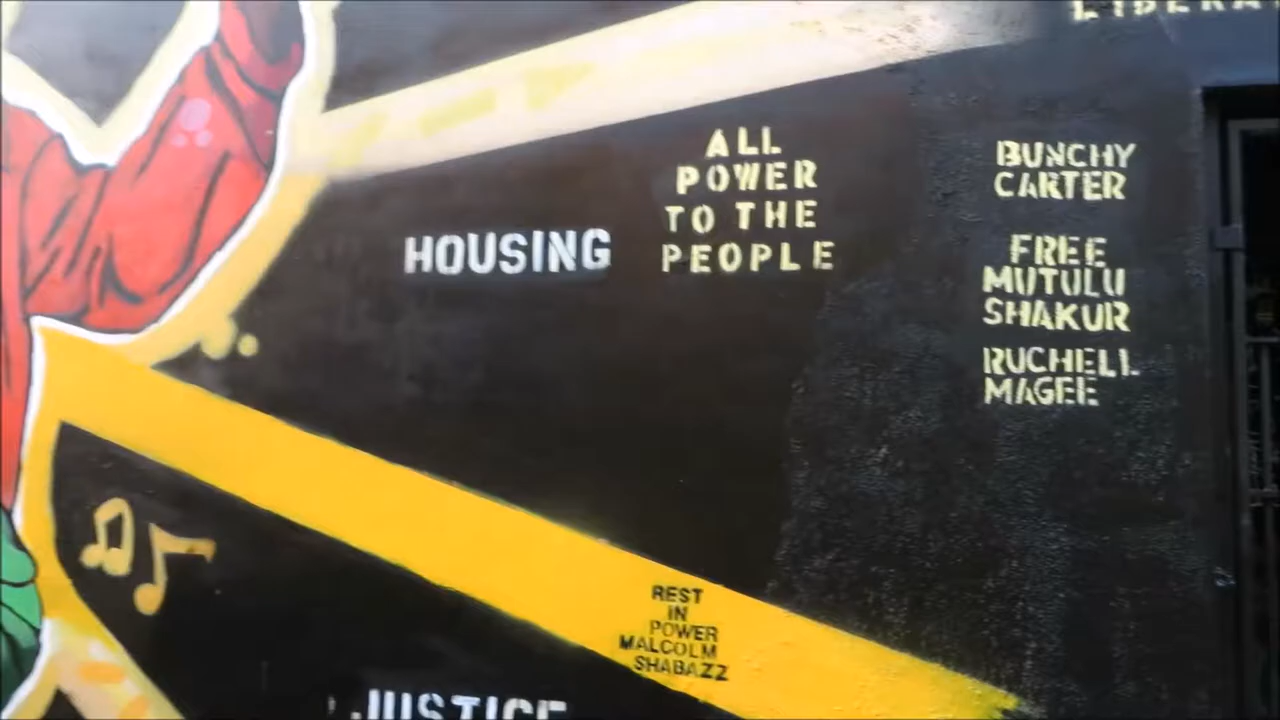 HOUSING
ALL
POWER
TO THE
PEOPLE
BUNCHY
CARTER
FREE
MUTULU
SHAKUR
RUCHELL
MAGEE
REST
IN
POWER
MALCOLM
SHABAZZ
JUSTICE